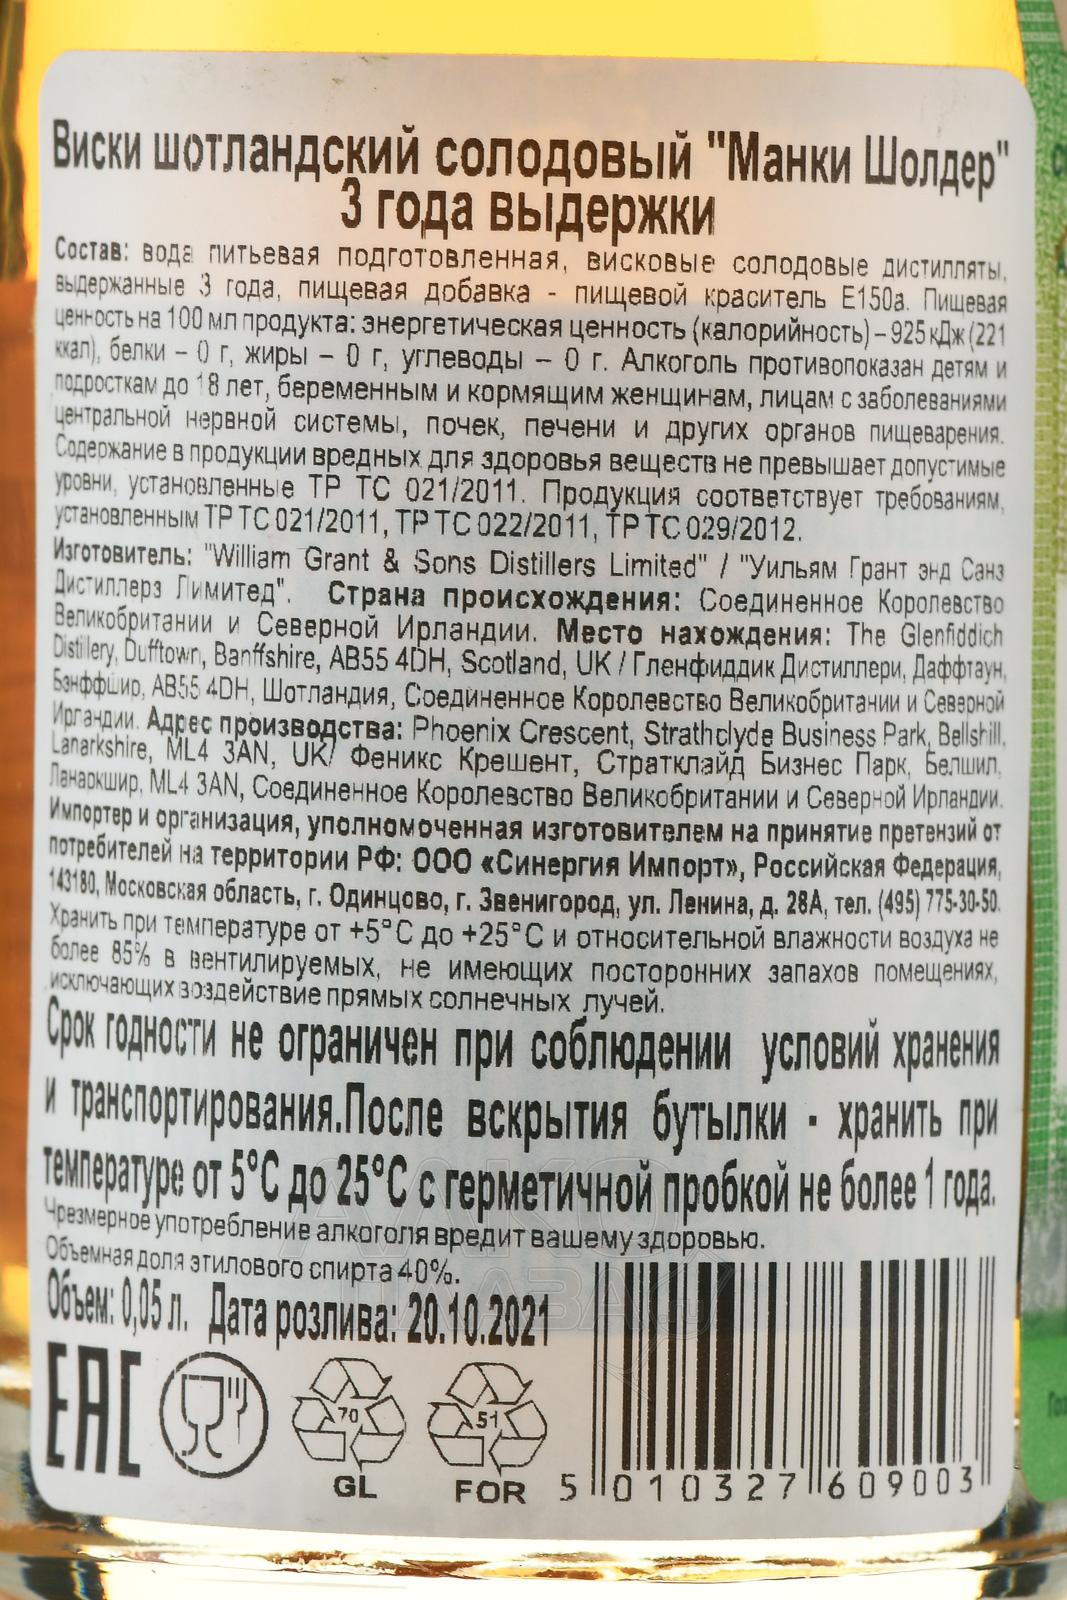 Виски шотландский солодовый "Манки Шолдер"
3 года выдержки
Состав: вода питьевая подготовленная, висковые солодовые дистилляты,
выдержанные 3 года, пищевая добавка - пищевой краситель Е150а. Пищевая
ценность на 100 мл продукта: энергетическая ценность (калорийность) – 925 кДж (221
ккал), белки – 0 г, жиры – 0 г, углеводы – 0 г. Алкоголь противопоказан детям и
подросткам до 18 лет, беременным и кормящим женщинам, лицам с заболеваниями
центральной нервной системы, почек, печени и других органов пищеварения.
Содержание в продукции вредных для здоровья веществ не превышает допустимые
уровни, установленные ТР ТС 021/2011. Продукция соответствует требованиям,
установленным ТР ТС 021/2011, ТР ТС 022/2011, ТР ТС 029/2012.
Изготовитель: "William Grant & Sons Distillers Limited" / "Уильям Грант энд Санз
Дистиллерз Лимитед". Страна происхождения: Соединенное Королевство
Великобритании и Северной Ирландии. Место нахождения: The Glenfiddich
Distillery, Dufftown, Banffshire, AB55 4DH, Scotland, UK / Гленфиддик Дистиллери, Даффтаун,
Бэнффшир, AB55 4DH, Шотландия, Соединенное Королевство Великобритании и Северной
Ирландии. Адрес производства: Phoenix Crescent, Strathclyde Business Park, Bellshill,
Lanarkshire, ML4 3AN, UK/ Феникс Крешент, Стратклайд Бизнес Парк, Белшил,
Ланаркшир, ML4 3AN, Соединенное Королевство Великобритании и Северной Ирландии.
Импортер и организация, уполномоченная изготовителем на принятие претензий от
потребителей на территории РФ: ООО «Синергия Импорт», Российская Федерация,
143180, Московская область, г. Одинцово, г. Звенигород, ул. Ленина, д. 28А, тел. (495) 775-30-50.
Хранить при температуре от +5°С до +25°С и относительной влажности воздуха не
более 85% в вентилируемых, не имеющих посторонних запахов помещениях,
исключающих воздействие прямых солнечных лучей.
Срок годности не ограничен при соблюдении условий хранения
и транспортирования.После вскрытия бутылки - хранить при
температуре от 5°С до 25°С с герметичной пробкой не более 1 года.
Чрезмерное употребление алкоголя вредит вашему здоровью.
Объемная доля этилового спирта 40%.
Объем: 0,05 л. Дата розлива: 20.10.2021
ЕАС
70
GL
51
FOR
5 010327 609003